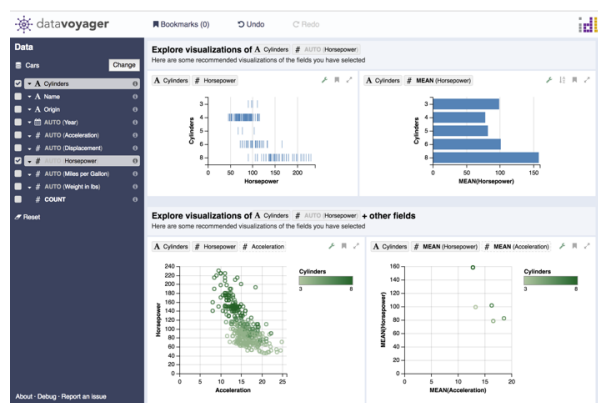 datavoyager
Bookmarks (0) Undo Redo
Data
Cars Change
A Cylinders
A Name
A Origin
AUTO (Year)
# AUTO (Acceleration)
# AUTO (Displacement)
# AUTO (Horsepower)
# AUTO (Miles per Gallon)
# AUTO (Weight in lbs)
# COUNT
Reset
About · Debug · Report an issue
Explore visualizations of A Cylinders # AUTO (Horsepower)
Here are some recommended visualizations of the fields you have selected
A Cylinders # Horsepower
Cylinders
3
4
5
6
8
0 50 100 150 200
Horsepower
A Cylinders # MEAN (Horsepower)
Cylinders
3
4
5
6
8
0 50 100 150
MEAN(Horsepower)
Explore visualizations of A Cylinders # AUTO (Horsepower) + other fields
Here are some recommended visualizations of the fields you have selected
A Cylinders # Horsepower # Acceleration
Horsepower
240
220
200
180
160
140
120
100
80
60
40
20
0
0 5 10 15 20 25
Acceleration
Cylinders
3 8
A Cylinders # MEAN (Horsepower) # MEAN (Acceleration)
MEAN(Horsepower)
160
140
120
100
80
60
40
20
0
0 5 10 15 20
MEAN(Acceleration)
Cylinders
3 8
idl